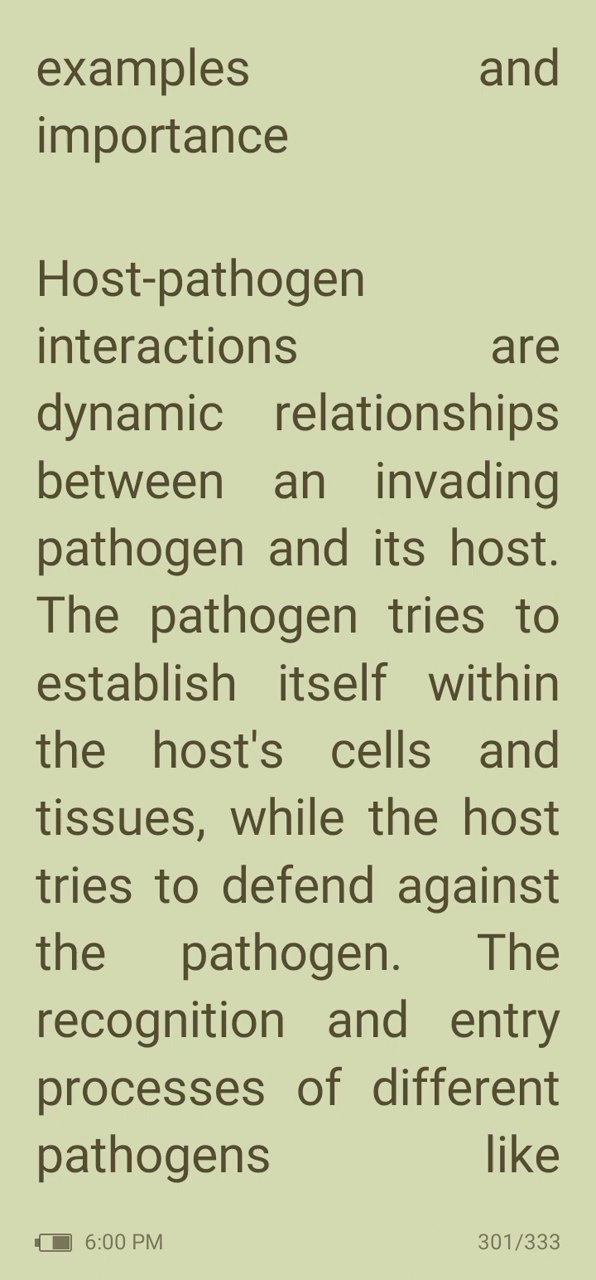 examples and
importance
Host-pathogen
interactions are
dynamic relationships
between an invading
pathogen and its host.
The pathogen tries to
establish itself within
the host's cells and
tissues, while the host
tries to defend against
the pathogen. The
recognition and entry
processes of different
pathogens like
6:00 PM 301/333